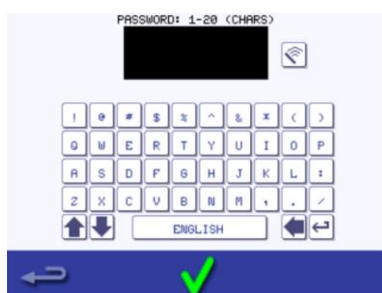 PASSWORD: 1-20 (CHARS)
! @ # $ % ^ & * ( )
Q W E R T Y U I O P
A S D F G H J K L :
Z X C V B N M , . /
ENGLISH